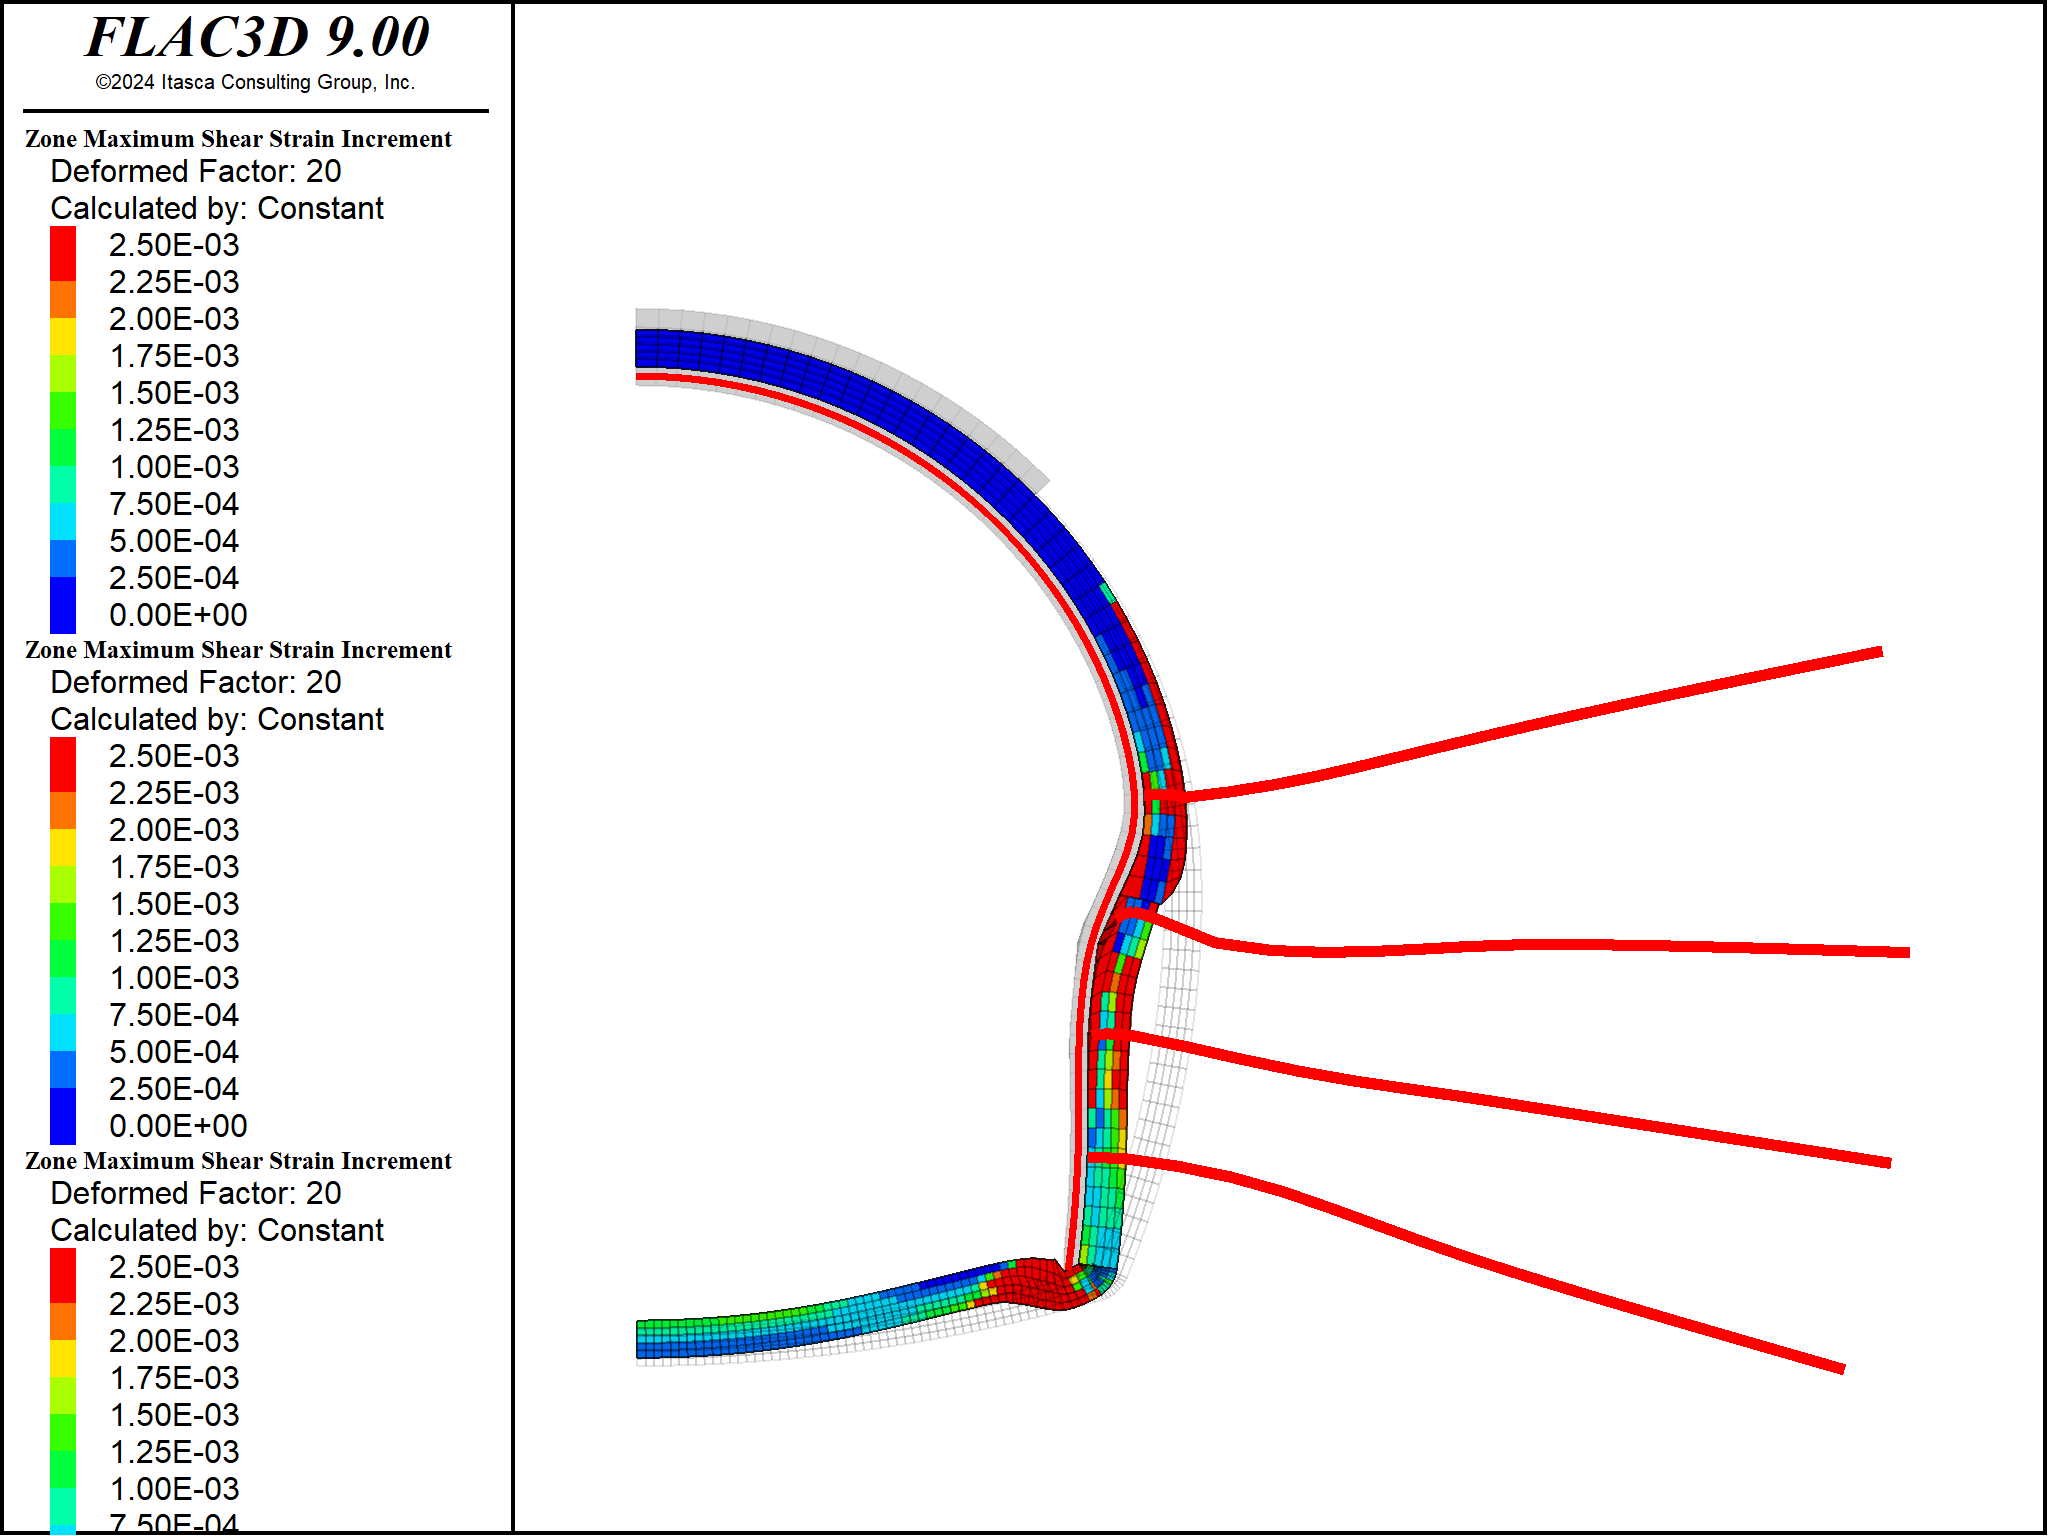 FLAC3D 9.00
©2024 Itasca Consulting Group, Inc.
Zone Maximum Shear Strain Increment
Deformed Factor: 20
Calculated by: Constant
2.50E-03
2.25E-03
2.00E-03
1.75E-03
1.50E-03
1.25E-03
1.00E-03
7.50E-04
5.00E-04
2.50E-04
0.00E+00
Zone Maximum Shear Strain Increment
Deformed Factor: 20
Calculated by: Constant
2.50E-03
2.25E-03
2.00E-03
1.75E-03
1.50E-03
1.25E-03
1.00E-03
7.50E-04
5.00E-04
2.50E-04
0.00E+00
Zone Maximum Shear Strain Increment
Deformed Factor: 20
Calculated by: Constant
2.50E-03
2.25E-03
2.00E-03
1.75E-03
1.50E-03
1.25E-03
1.00E-03
7.50E-04